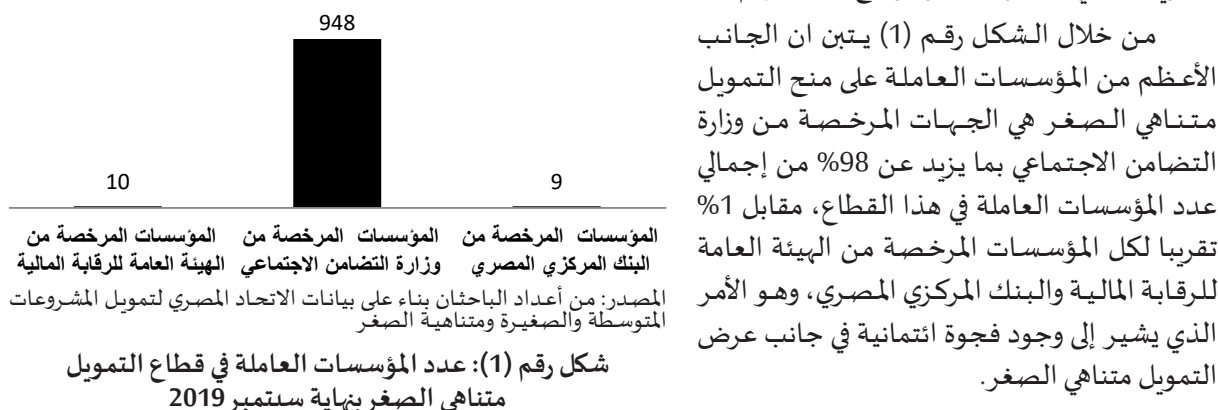 من خلال الشكل رقم (1) يتبن ان الجانب
الأعظم من المؤسسات العاملة على منح التمويل
متناهي الصغر هي الجهات المرخصة من وزارة
التضامن الاجتماعي بما يزيد عن 98% من إجمالي
عدد المؤسسات العاملة في هذا القطاع، مقابل 1%
تقريبا لكل المؤسسات المرخصة من الهيئة العامة
للرقابة المالية والبنك المركزي المصري، وهو الأمر
الذي يشير إلى وجود فجوة ائتمانية في جانب عرض
التمويل متناهي الصغر.
948
9
10
المؤسسات المرخصة من
البنك المركزي المصري
المؤسسات المرخصة من
وزارة التضامن الاجتماعي
المؤسسات المرخصة من
الهيئة العامة للرقابة المالية
المصدر: من أعداد الباحثان بناء على بيانات الاتحاد المصري لتمويل المشروعات
المتوسطة والصغيرة ومتناهية الصغر
شكل رقم (1): عدد المؤسسات العاملة في قطاع التمويل
متناهي الصغر بنهاية سبتمبر 2019